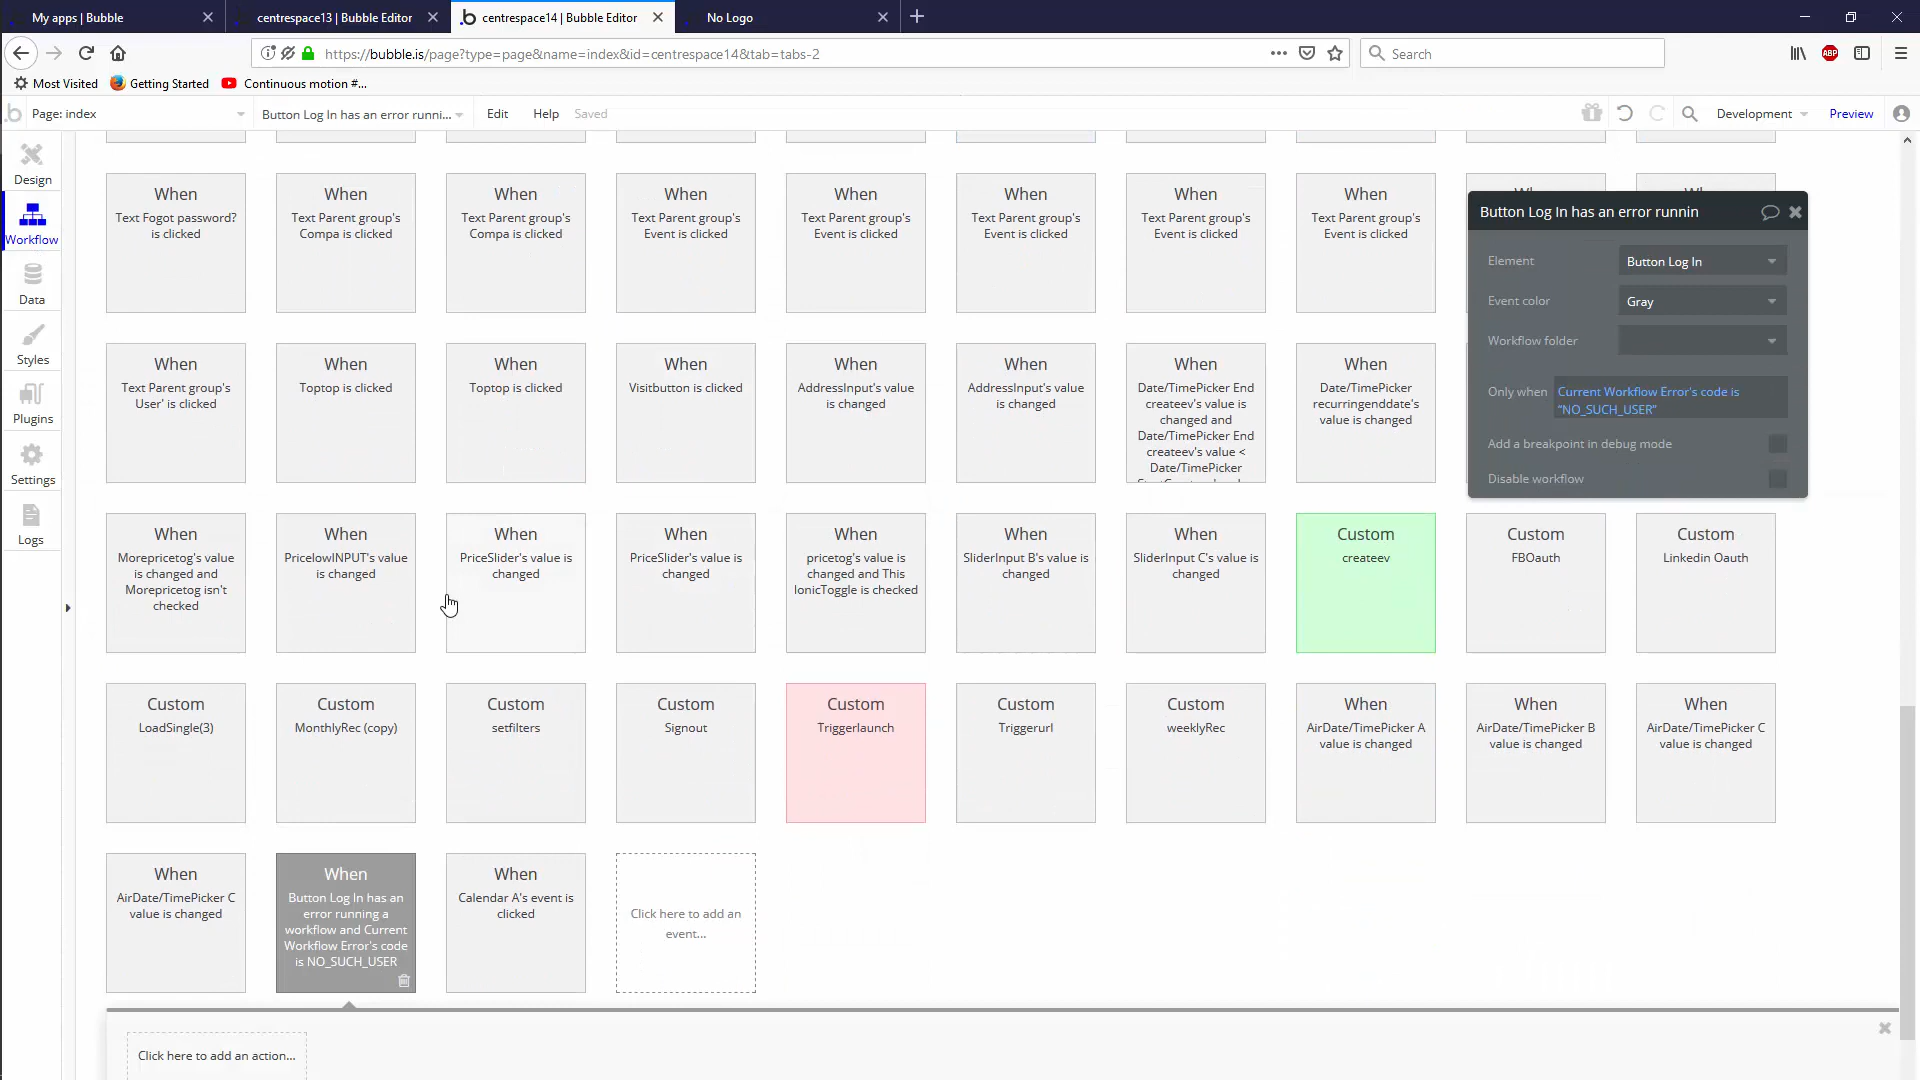 My apps | Bubble
centrespace13 | Bubble Editor
centrespace14 | Bubble Editor
No Logo
https://bubble.is/page?type=page&name=index&id=centrespace14&tab=tabs-2
Search
Most Visited
Getting Started
Continuous motion #...
Page: index
Button Log In has an error runni...
Edit
Help
Saved
Development
Preview
Design
Workflow
Data
Styles
Plugins
Settings
Logs
When
Text Fogot password?
is clicked
When
Text Parent group's
Compa is clicked
When
Text Parent group's
Compa is clicked
When
Text Parent group's
Event is clicked
When
Text Parent group's
Event is clicked
When
Text Parent group's
Event is clicked
When
Text Parent group's
Event is clicked
When
Text Parent group's
Event is clicked
Button Log In has an error runnin
Element
Button Log In
Event color
Gray
Workflow folder
Only when
Current Workflow Error's code is
“NO_SUCH_USER”
Add a breakpoint in debug mode
Disable workflow
When
Text Parent group's
User' is clicked
When
Toptop is clicked
When
Toptop is clicked
When
Visitbutton is clicked
When
AddressInput's value
is changed
When
AddressInput's value
is changed
When
Date/TimePicker End
createev's value is
changed and
Date/TimePicker End
createev's value <
Date/TimePicker
When
Date/TimePicker
recurringenddate's
value is changed
When
Morepricetog's value
is changed and
Morepricetog isn't
checked
When
PricelowINPUT's value
is changed
When
PriceSlider's value is
changed
When
PriceSlider's value is
changed
When
pricetog's value is
changed and This
IonicToggle is checked
When
SliderInput B's value is
changed
When
SliderInput C's value is
changed
Custom
createev
Custom
FBOauth
Custom
Linkedin Oauth
Custom
LoadSingle(3)
Custom
MonthlyRec (copy)
Custom
setfilters
Custom
Signout
Custom
Triggerlaunch
Custom
Triggerurl
Custom
weeklyRec
When
AirDate/TimePicker A
value is changed
When
AirDate/TimePicker B
value is changed
When
AirDate/TimePicker C
value is changed
When
AirDate/TimePicker C
value is changed
When
Button Log In has an
error running a
workflow and Current
Workflow Error's code
is NO_SUCH_USER
When
Calendar A's event is
clicked
Click here to add an
event...
Click here to add an action...